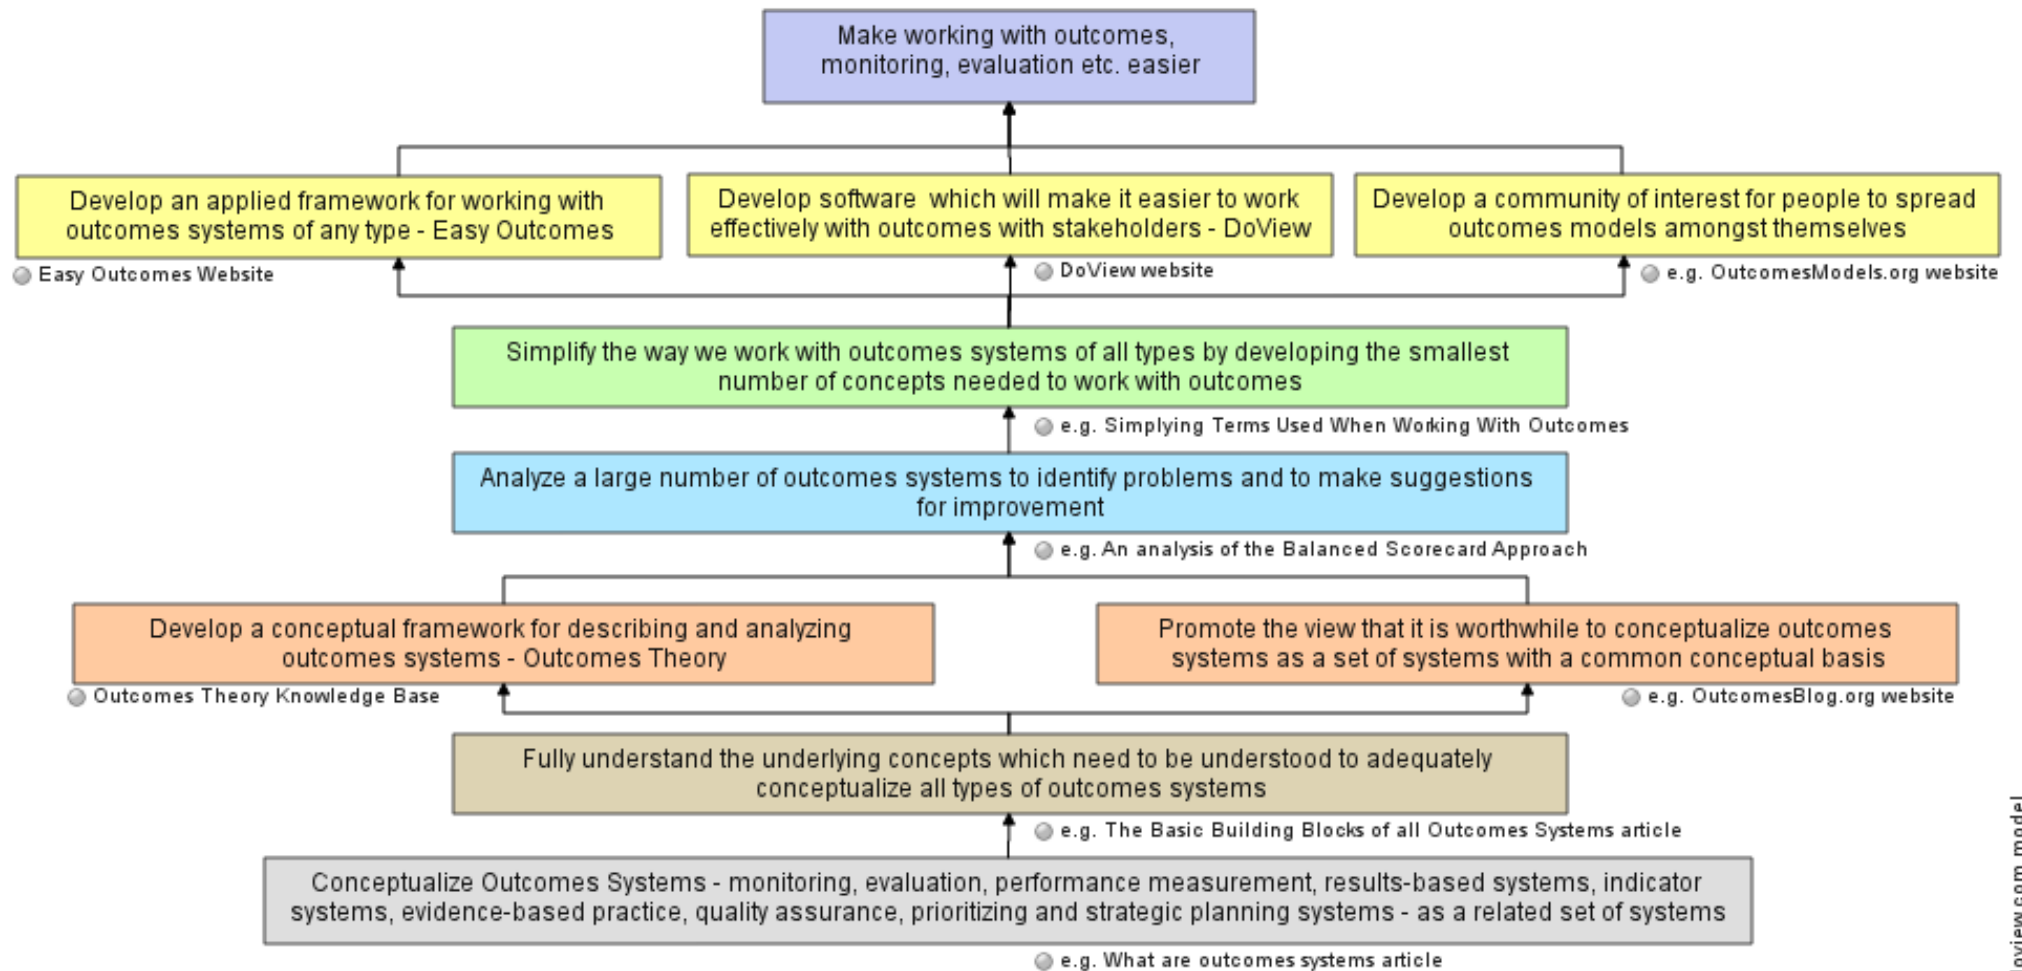 Make working with outcomes,
monitoring, evaluation etc. easier
Develop an applied framework for working with
outcomes systems of any type - Easy Outcomes
Easy Outcomes Website
Develop software which will make it easier to work
effectively with outcomes with stakeholders - DoView
DoView website
Develop a community of interest for people to spread
outcomes models amongst themselves
e.g. OutcomesModels.org website
Simplify the way we work with outcomes systems of all types by developing the smallest
number of concepts needed to work with outcomes
e.g. Simplying Terms Used When Working With Outcomes
Analyze a large number of outcomes systems to identify problems and to make suggestions
for improvement
e.g. An analysis of the Balanced Scorecard Approach
Develop a conceptual framework for describing and analyzing
outcomes systems - Outcomes Theory
Outcomes Theory Knowledge Base
Promote the view that it is worthwhile to conceptualize outcomes
systems as a set of systems with a common conceptual basis
e.g. OutcomesBlog.org website
Fully understand the underlying concepts which need to be understood to adequately
conceptualize all types of outcomes systems
e.g. The Basic Building Blocks of all Outcomes Systems article
Conceptualize Outcomes Systems - monitoring, evaluation, performance measurement, results-based systems, indicator
systems, evidence-based practice, quality assurance, prioritizing and strategic planning systems - as a related set of systems
e.g. What are outcomes systems article
model